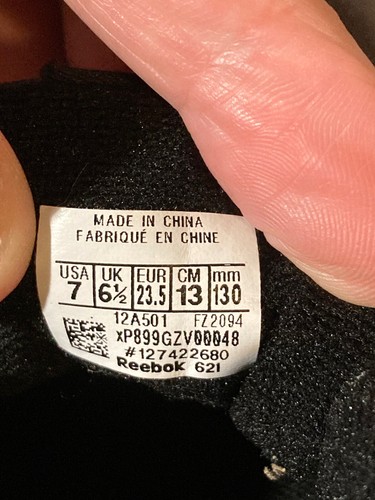 MADE IN CHINA
FABRIQUÉ EN CHINE
USA UK EUR CM mm
7 6½ 23.5 13 130
12A501 FZ2094
xP899GZV00048
#127422680
Reebok 621